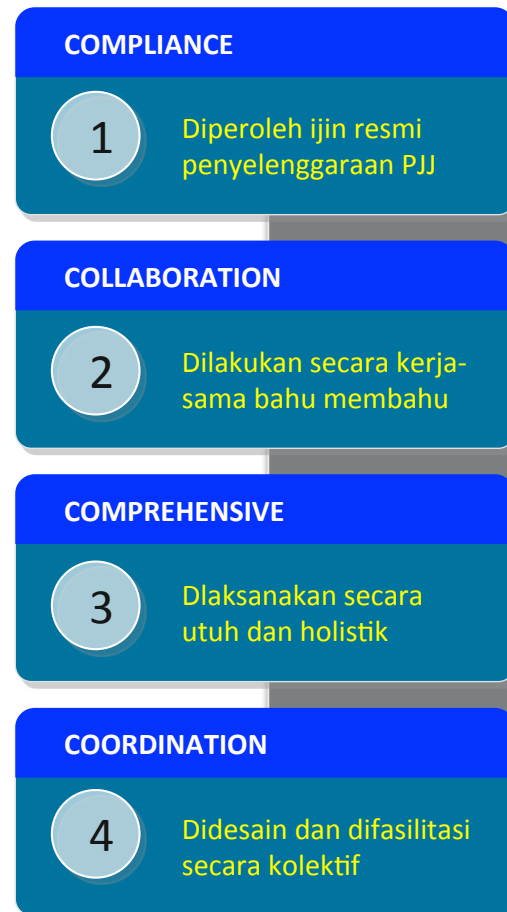 COMPLIANCE
1
Diperoleh ijin resmi
penyelenggaraan PJJ
COLLABORATION
2
Dilakukan secara kerja-
sama bahu membahu
COMPREHENSIVE
3
Dlaksanakan secara
utuh dan holistik
COORDINATION
4
Didesain dan difasilitasi
secara kolektif